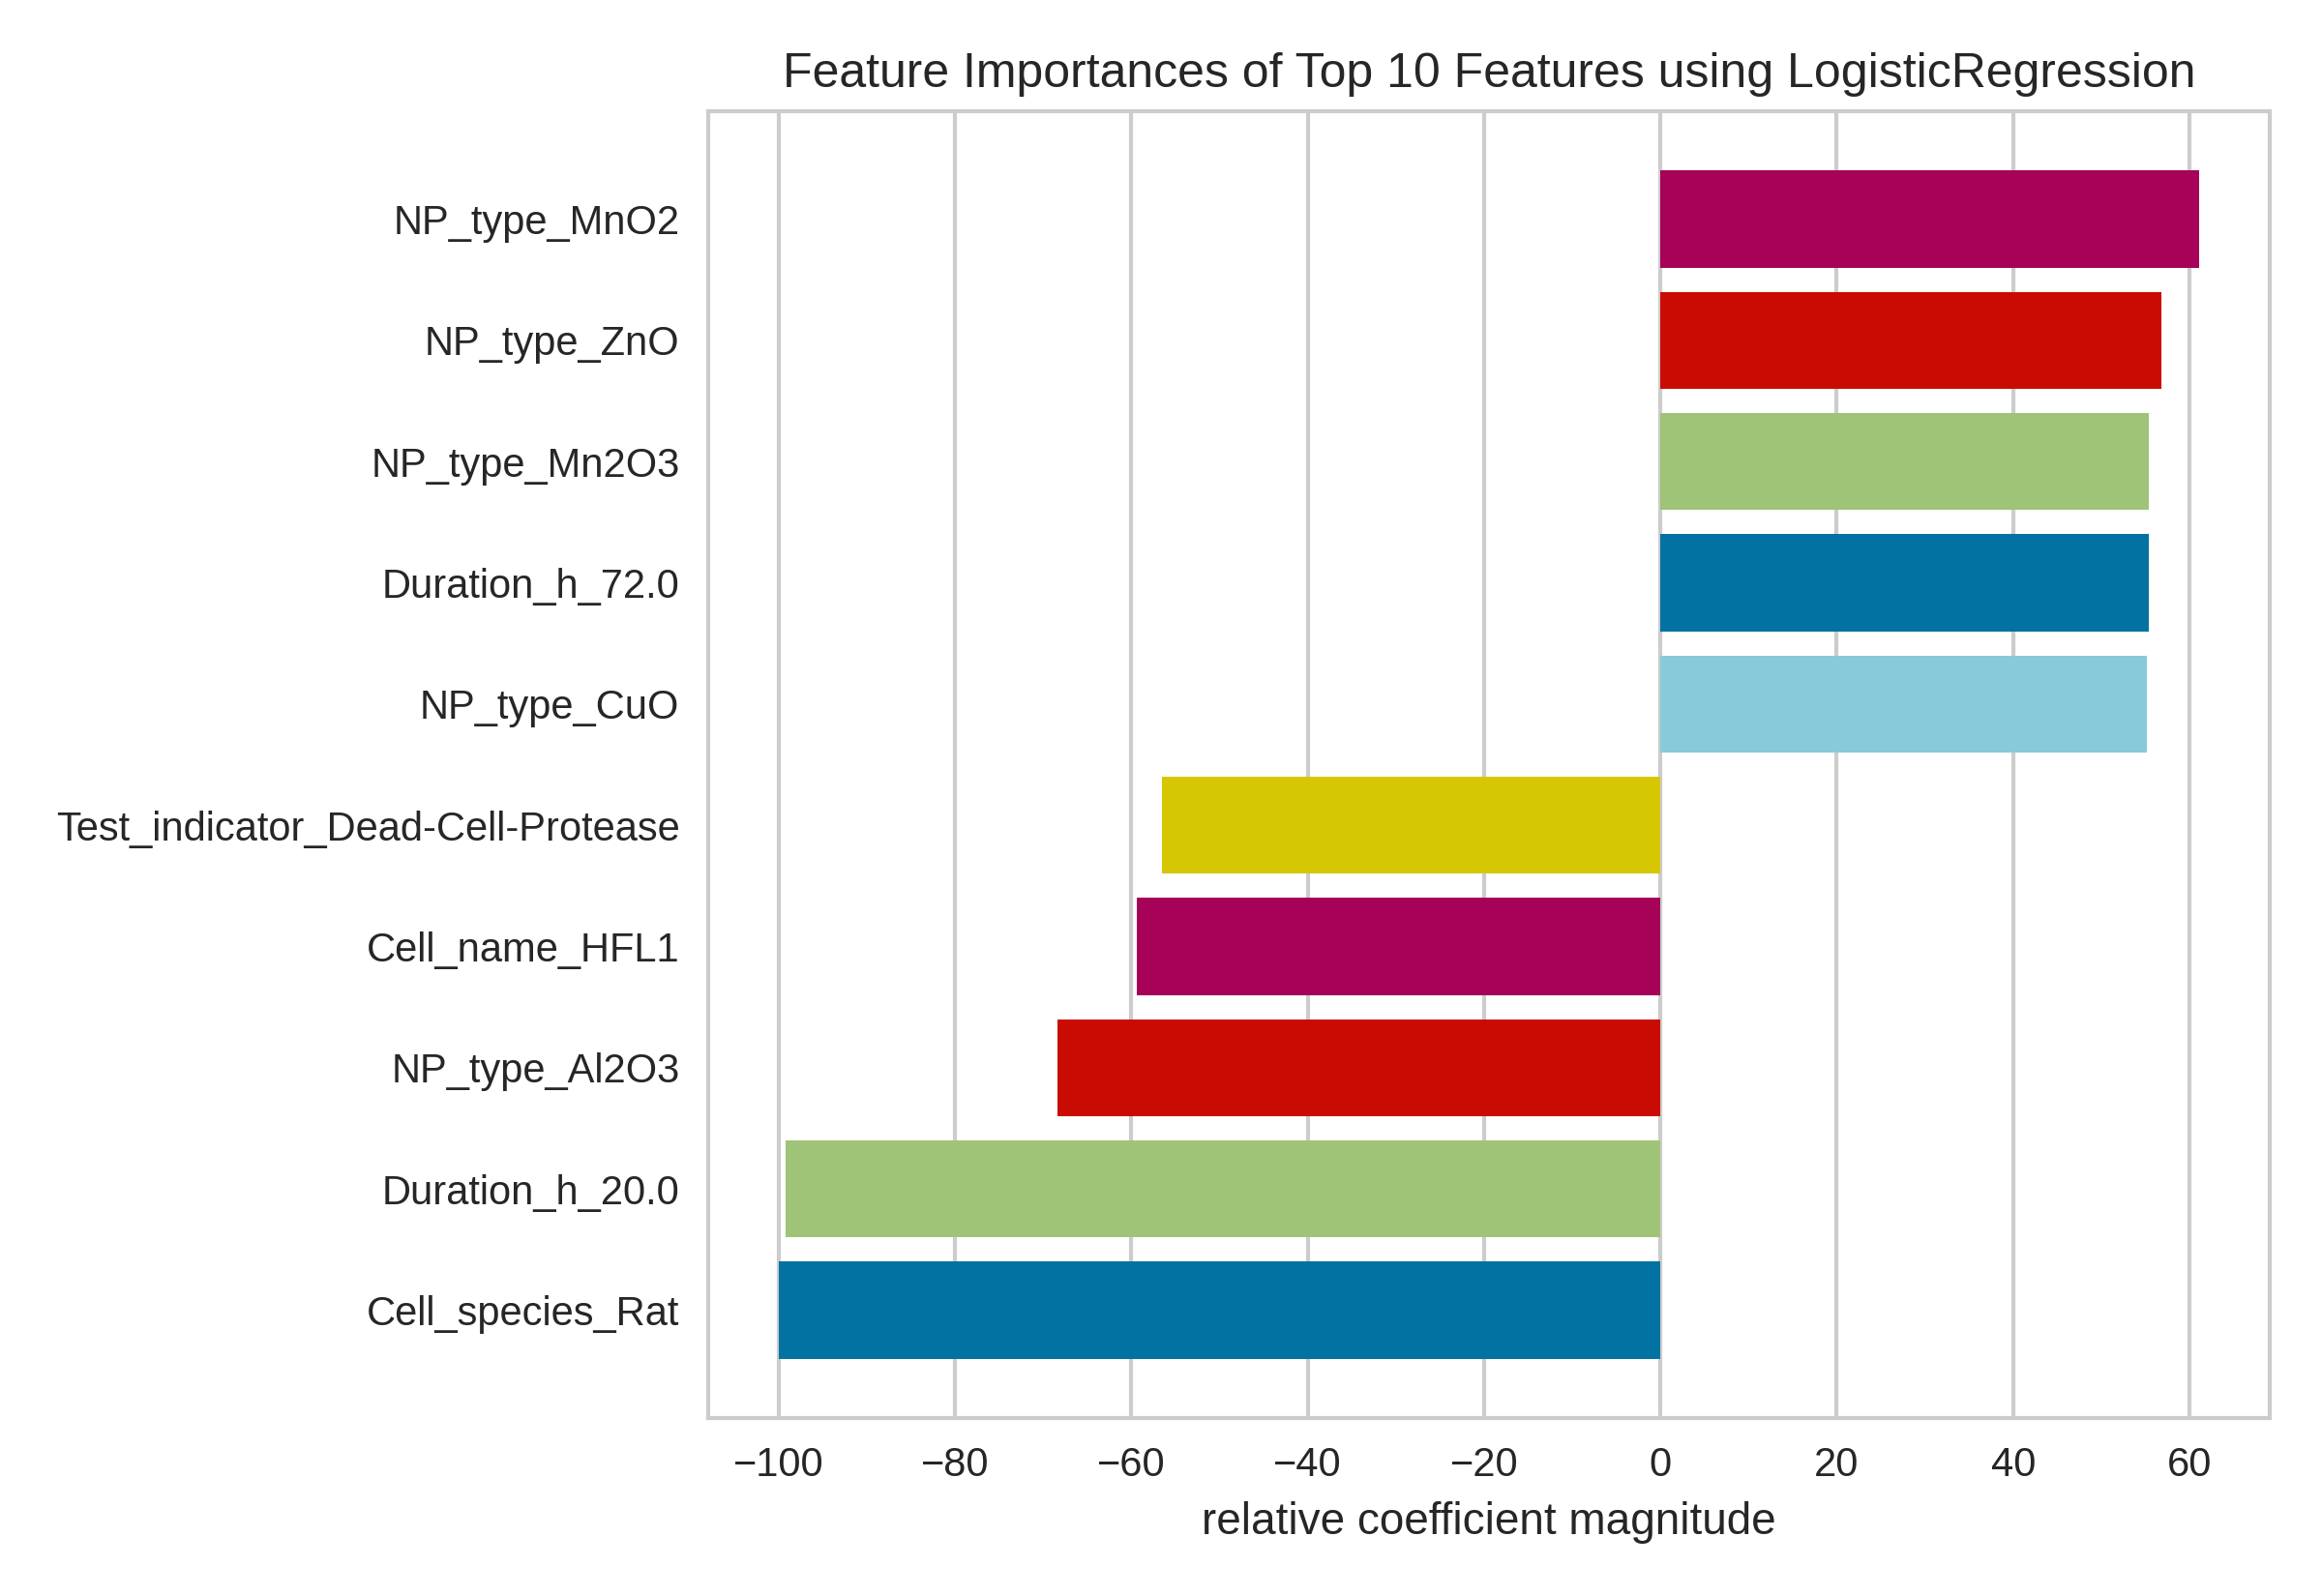 Feature Importances of Top 10 Features using LogisticRegression
NP_type_MnO2
NP_type_ZnO
NP_type_Mn2O3
Duration_h_72.0
NP_type_CuO
Test_indicator_Dead-Cell-Protease
Cell_name_HFL1
NP_type_Al2O3
Duration_h_20.0
Cell_species_Rat
−100 −80 −60 −40 −20 0 20 40 60
relative coefficient magnitude